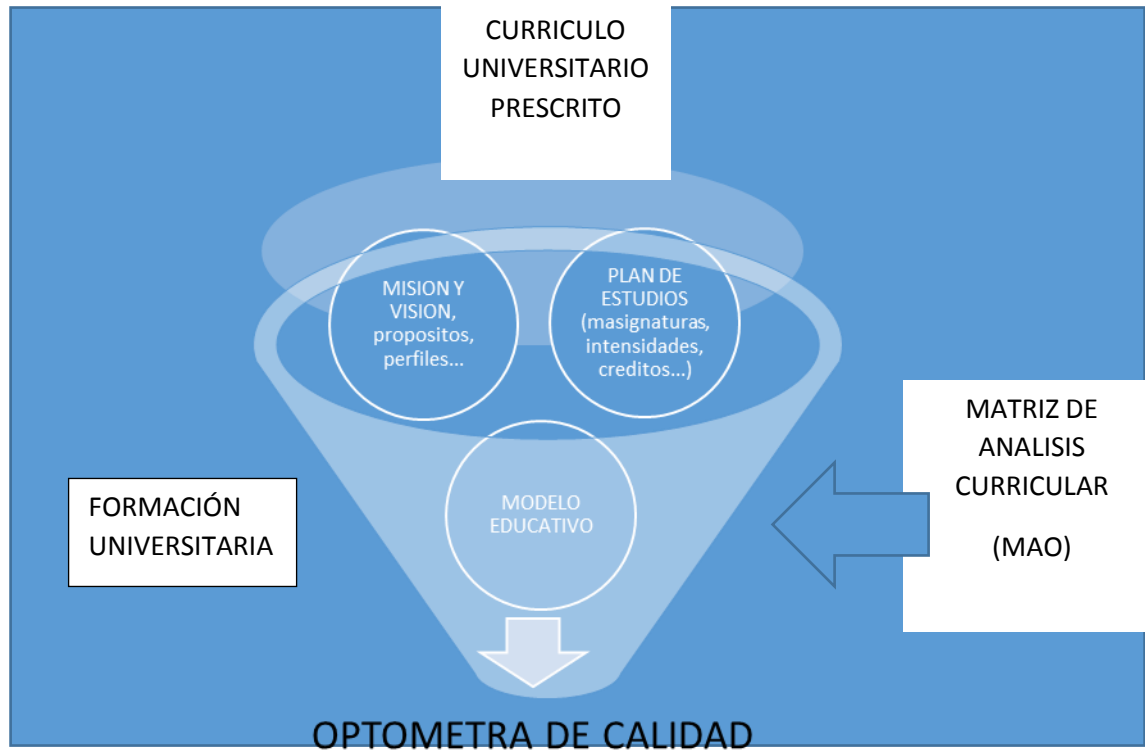 CURRICULO
UNIVERSITARIO
PRESCRITO
MISION Y
VISION,
propositos,
perfiles...
PLAN DE
ESTUDIOS
(masignaturas,
intensidades,
creditos...)
MODELO
EDUCATIVO
FORMACIÓN
UNIVERSITARIA
MATRIZ DE
ANALISIS
CURRICULAR
(MAO)
OPTOMETRA DE CALIDAD